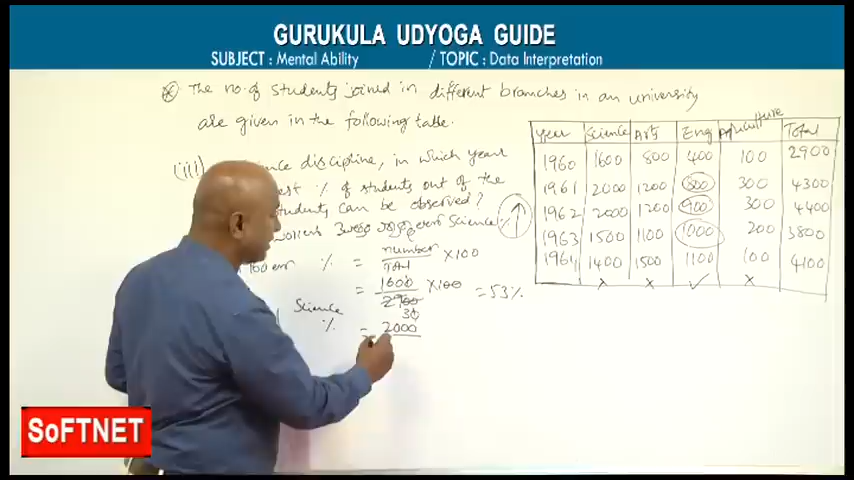 GURUKULA UDYOGA GUIDE
SUBJECT : Mental Ability / TOPIC : Data Interpretation
The no. of students joined in different branches in an university
are given in the following table.
(iii) discipline, in which year
% of students out of the
students can be observed?
Science %
% = number / Total × 100
= 1600 / 2900 × 100 = 53%
30
Science
% = 2000
Year Science Arts Eng Agriculture Total
1960 1600 800 400 100 2900
1961 2000 1200 800 300 4300
1962 2000 1200 900 300 4400
1963 1500 1100 1000 200 3800
1964 1400 1500 1100 100 4100
× × ✓ ×
SoFTNET